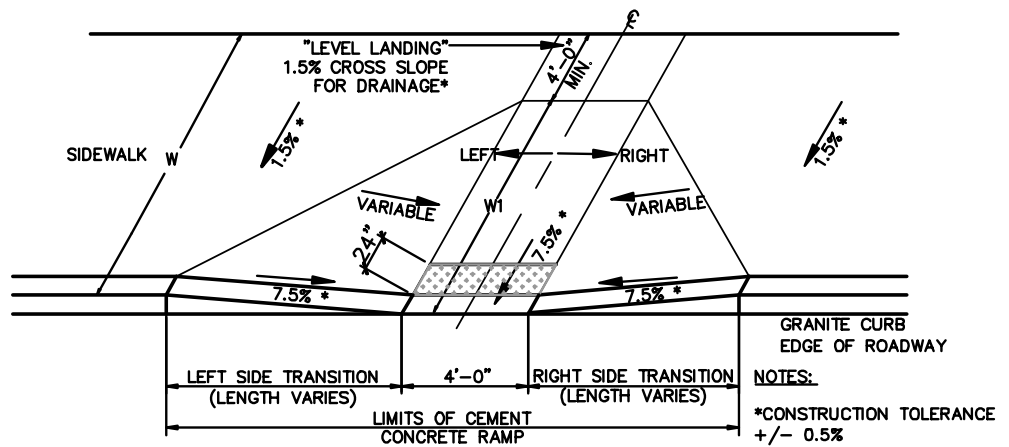 ℄
"LEVEL LANDING"
1.5% CROSS SLOPE
FOR DRAINAGE*
4'-0"
MIN.
1.5% *
1.5% *
SIDEWALK W
LEFT
RIGHT
VARIABLE
W1
VARIABLE
24"
7.5% *
7.5% *
7.5% *
GRANITE CURB
EDGE OF ROADWAY
LEFT SIDE TRANSITION
(LENGTH VARIES)
4'-0"
RIGHT SIDE TRANSITION
(LENGTH VARIES)
NOTES:
LIMITS OF CEMENT
CONCRETE RAMP
*CONSTRUCTION TOLERANCE
+/- 0.5%